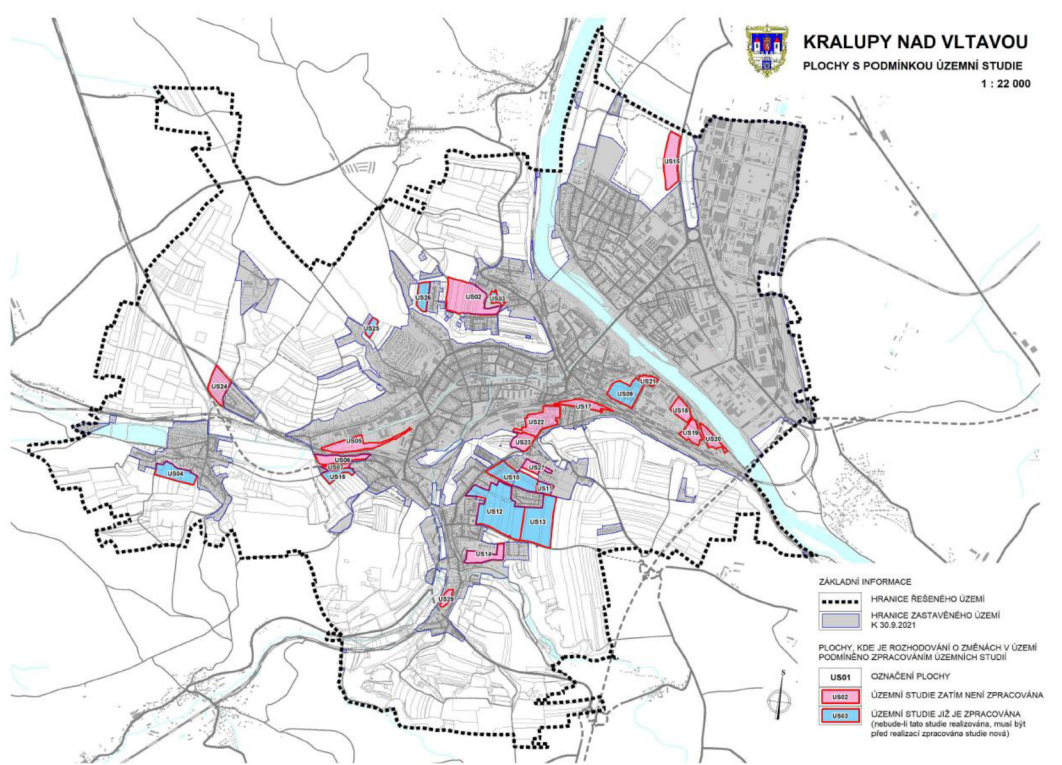 KRALUPY NAD VLTAVOU
PLOCHY S PODMÍNKOU ÚZEMNÍ STUDIE
1 : 22 000
US15
US26
US02
US03
US25
US24
US09
US21
US17
US18
US22
US19
US20
US23
US05
US06
US07
US16
US04
US27
US10
US11
US12
US13
US14
US29
ZÁKLADNÍ INFORMACE
HRANICE ŘEŠENÉHO ÚZEMÍ
HRANICE ZASTAVĚNÉHO ÚZEMÍ
K 30.9.2021
PLOCHY, KDE JE ROZHODOVÁNÍ O ZMĚNÁCH V ÚZEMÍ
PODMÍNĚNO ZPRACOVÁNÍM ÚZEMNÍCH STUDIÍ
US01 OZNAČENÍ PLOCHY
US02 ÚZEMNÍ STUDIE ZATÍM NENÍ ZPRACOVÁNA
US03 ÚZEMNÍ STUDIE JIŽ JE ZPRACOVÁNA
(nebude-li tato studie realizována, musí být
před realizací zpracována studie nová)
S